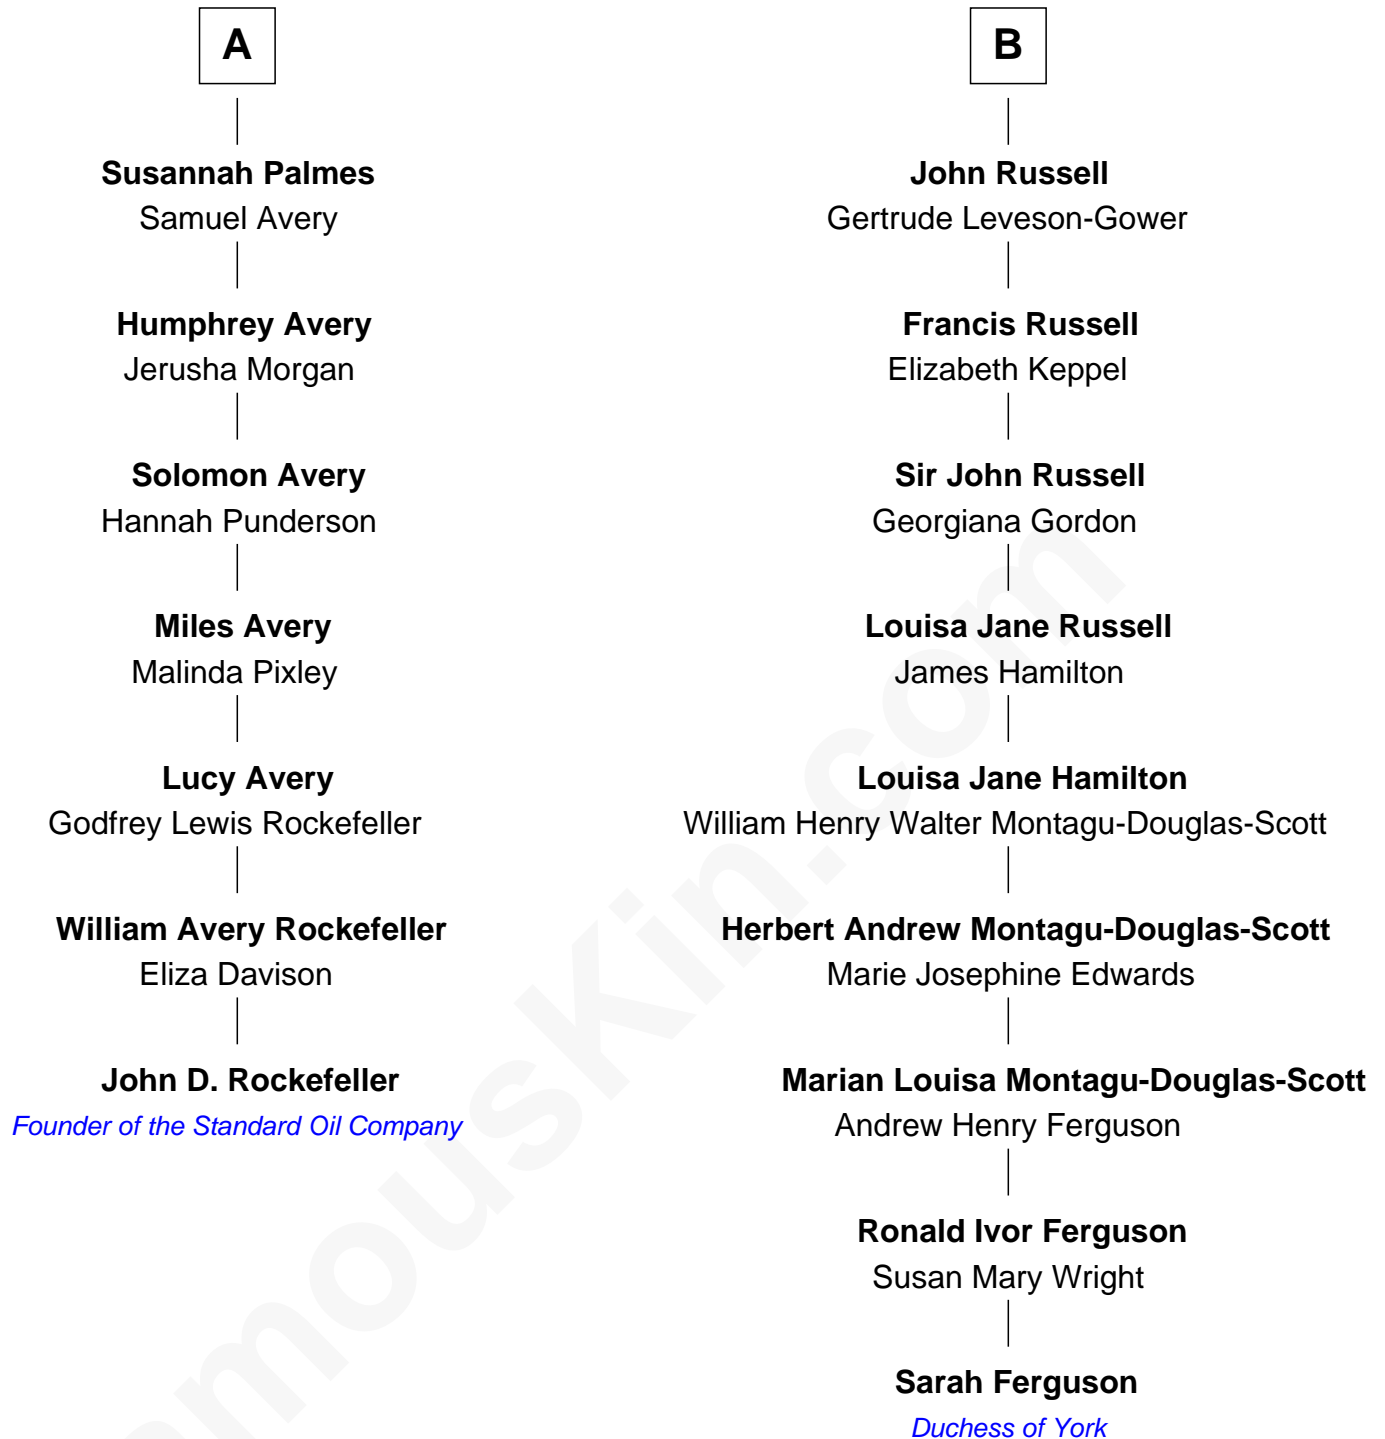 A
Susannah Palmes
Samuel Avery
Humphrey Avery
Jerusha Morgan
Solomon Avery
Hannah Punderson
Miles Avery
Malinda Pixley
Lucy Avery
Godfrey Lewis Rockefeller
William Avery Rockefeller
Eliza Davison
John D. Rockefeller
Founder of the Standard Oil Company
B
John Russell
Gertrude Leveson-Gower
Francis Russell
Elizabeth Keppel
Sir John Russell
Georgiana Gordon
Louisa Jane Russell
James Hamilton
Louisa Jane Hamilton
William Henry Walter Montagu-Douglas-Scott
Herbert Andrew Montagu-Douglas-Scott
Marie Josephine Edwards
Marian Louisa Montagu-Douglas-Scott
Andrew Henry Ferguson
Ronald Ivor Ferguson
Susan Mary Wright
Sarah Ferguson
Duchess of York
amousKin.com